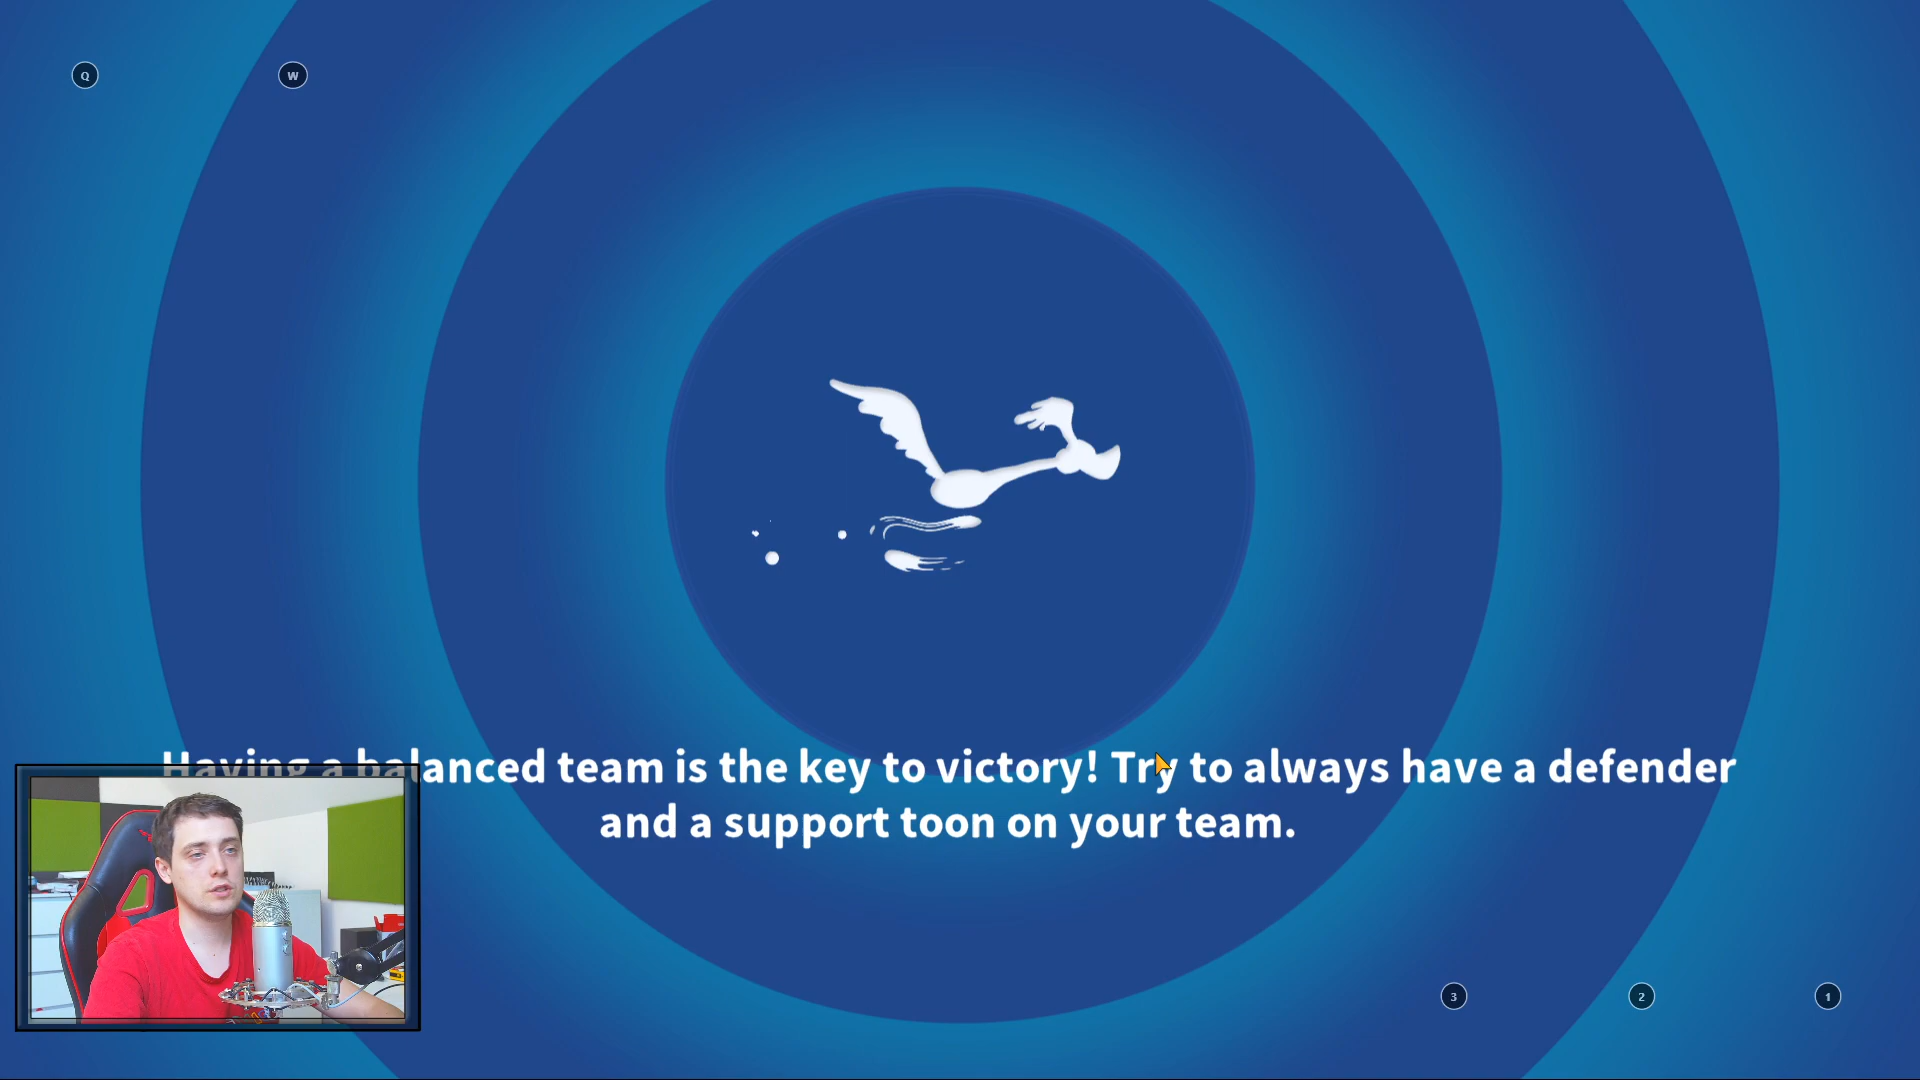 Q
W
Having a balanced team is the key to victory! Try to always have a defender
and a support toon on your team.
3
2
1